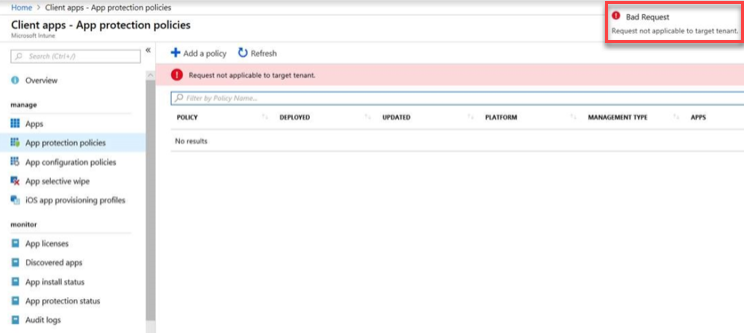 Home > Client apps - App protection policies
Client apps - App protection policies
Microsoft Intune
Bad Request
Request not applicable to target tenant.
Search (Ctrl+/)
«
Add a policy
Refresh
Request not applicable to target tenant.
Filter by Policy Name...
POLICY DEPLOYED UPDATED PLATFORM MANAGEMENT TYPE APPS
No results
Overview
manage
Apps
App protection policies
App configuration policies
App selective wipe
iOS app provisioning profiles
monitor
App licenses
Discovered apps
App install status
App protection status
Audit logs